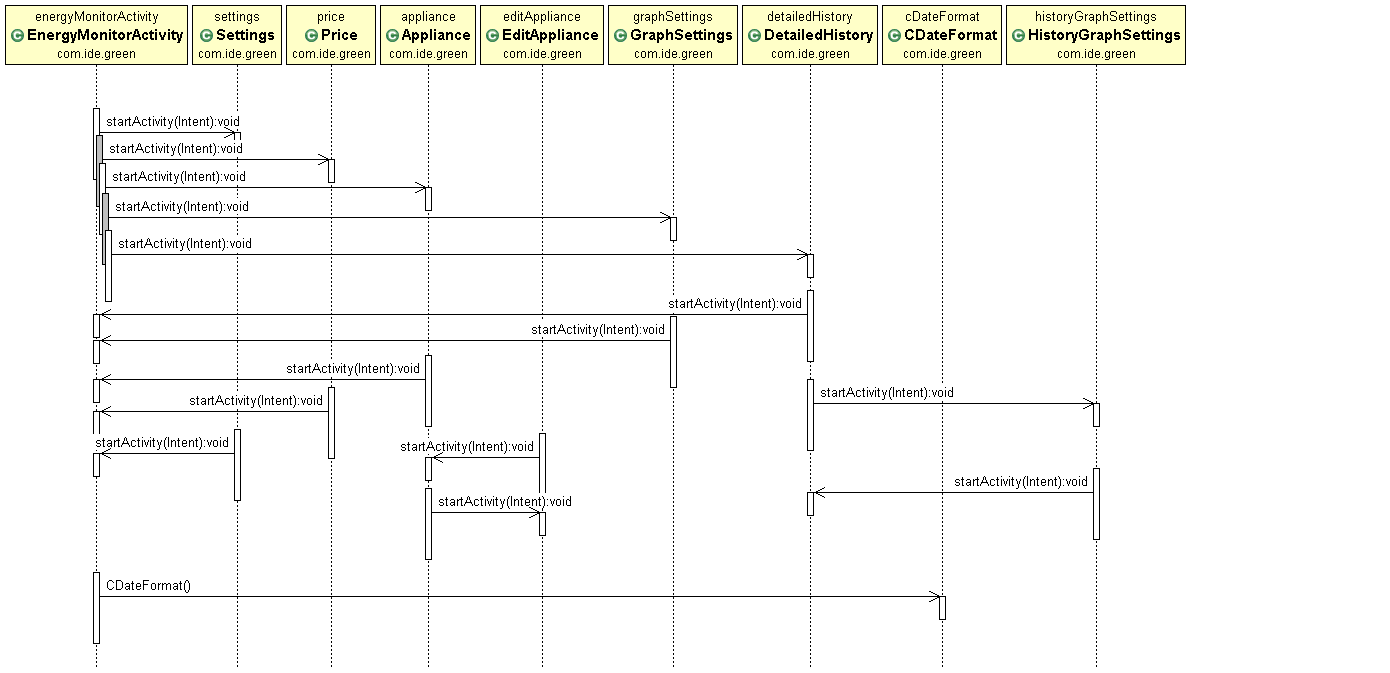 energyMonitorActivity
EnergyMonitorActivity
com.ide.green
settings
Settings
com.ide.green
price
Price
com.ide.green
appliance
Appliance
com.ide.green
editAppliance
EditAppliance
com.ide.green
graphSettings
GraphSettings
com.ide.green
detailedHistory
DetailedHistory
com.ide.green
cDateFormat
CDateFormat
com.ide.green
historyGraphSettings
HistoryGraphSettings
com.ide.green
startActivity(Intent):void
startActivity(Intent):void
startActivity(Intent):void
startActivity(Intent):void
startActivity(Intent):void
startActivity(Intent):void
startActivity(Intent):void
startActivity(Intent):void
startActivity(Intent):void
startActivity(Intent):void
startActivity(Intent):void
startActivity(Intent):void
startActivity(Intent):void
startActivity(Intent):void
CDateFormat()